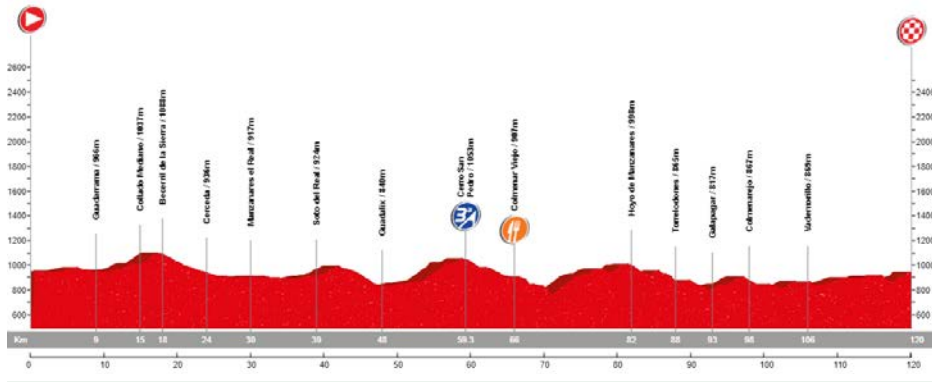 2600
2400
2200
2000
1800
1600
1400
1200
1000
800
600
2400
2200
2000
1800
1600
1400
1200
1000
800
600
Guadarrama / 966m
Collado Mediano / 1037m
Becerril de la Sierra / 1088m
Cerceda / 936m
Manzanares el Real / 917m
Soto del Real / 924m
Guadalix / 840m
Cerro San
Pedro / 1053m
Colmenar Viejo / 907m
Hoyo de Manzanares / 998m
Torrelodones / 865m
Galapagar / 817m
Colmenarejo / 867m
Valdemorillo / 869m
Km 9 15 18 24 30 39 48 59.3 66 82 88 93 98 106 120
0 10 20 30 40 50 60 70 80 90 100 110 120 120